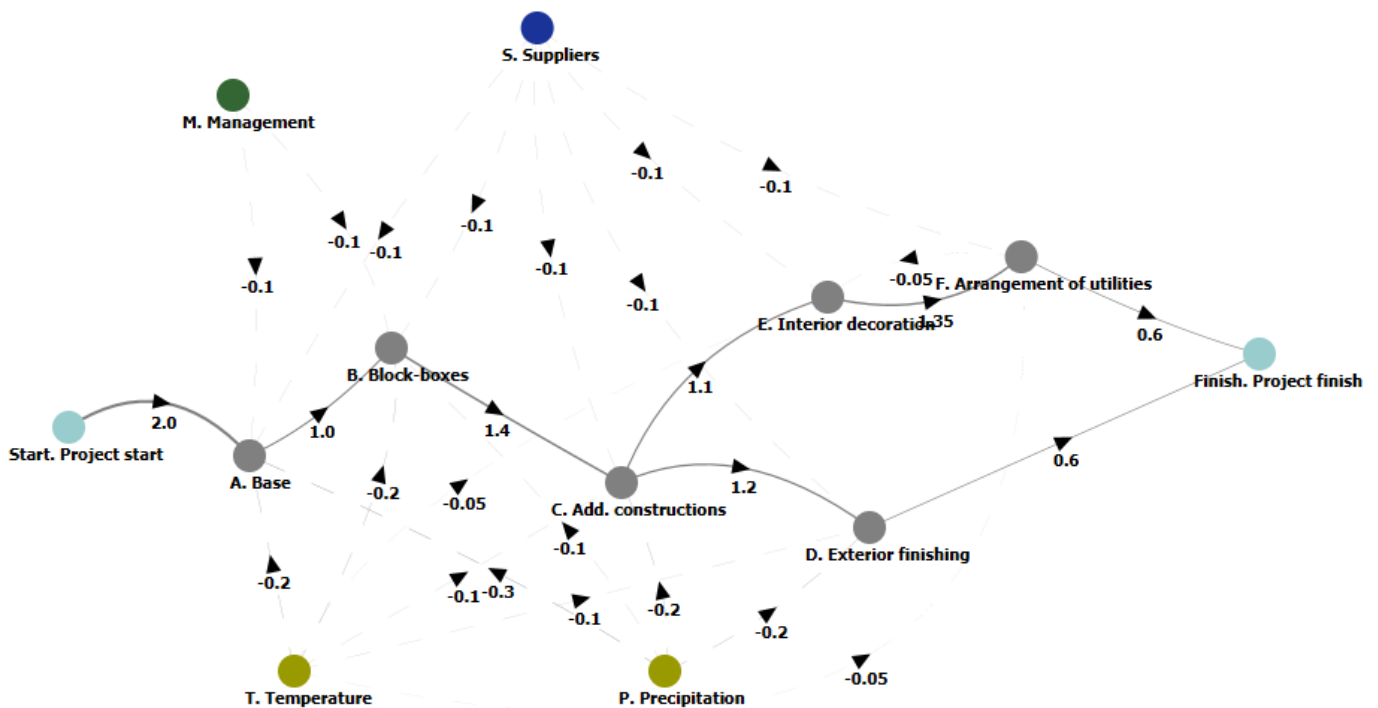 S. Suppliers
M. Management
-0.1
-0.1
-0.1
-0.1
-0.1
-0.1
-0.1
-0.1
-0.1
-0.05
F. Arrangement of utilities
E. Interior decoration
1.35
0.6
B. Block-boxes
Finish. Project finish
1.1
2.0
1.0
1.4
Start. Project start
0.6
A. Base
1.2
-0.2
-0.05
C. Add. constructions
-0.1
D. Exterior finishing
-0.2
-0.1
-0.3
-0.2
-0.1
-0.2
-0.05
T. Temperature
P. Precipitation